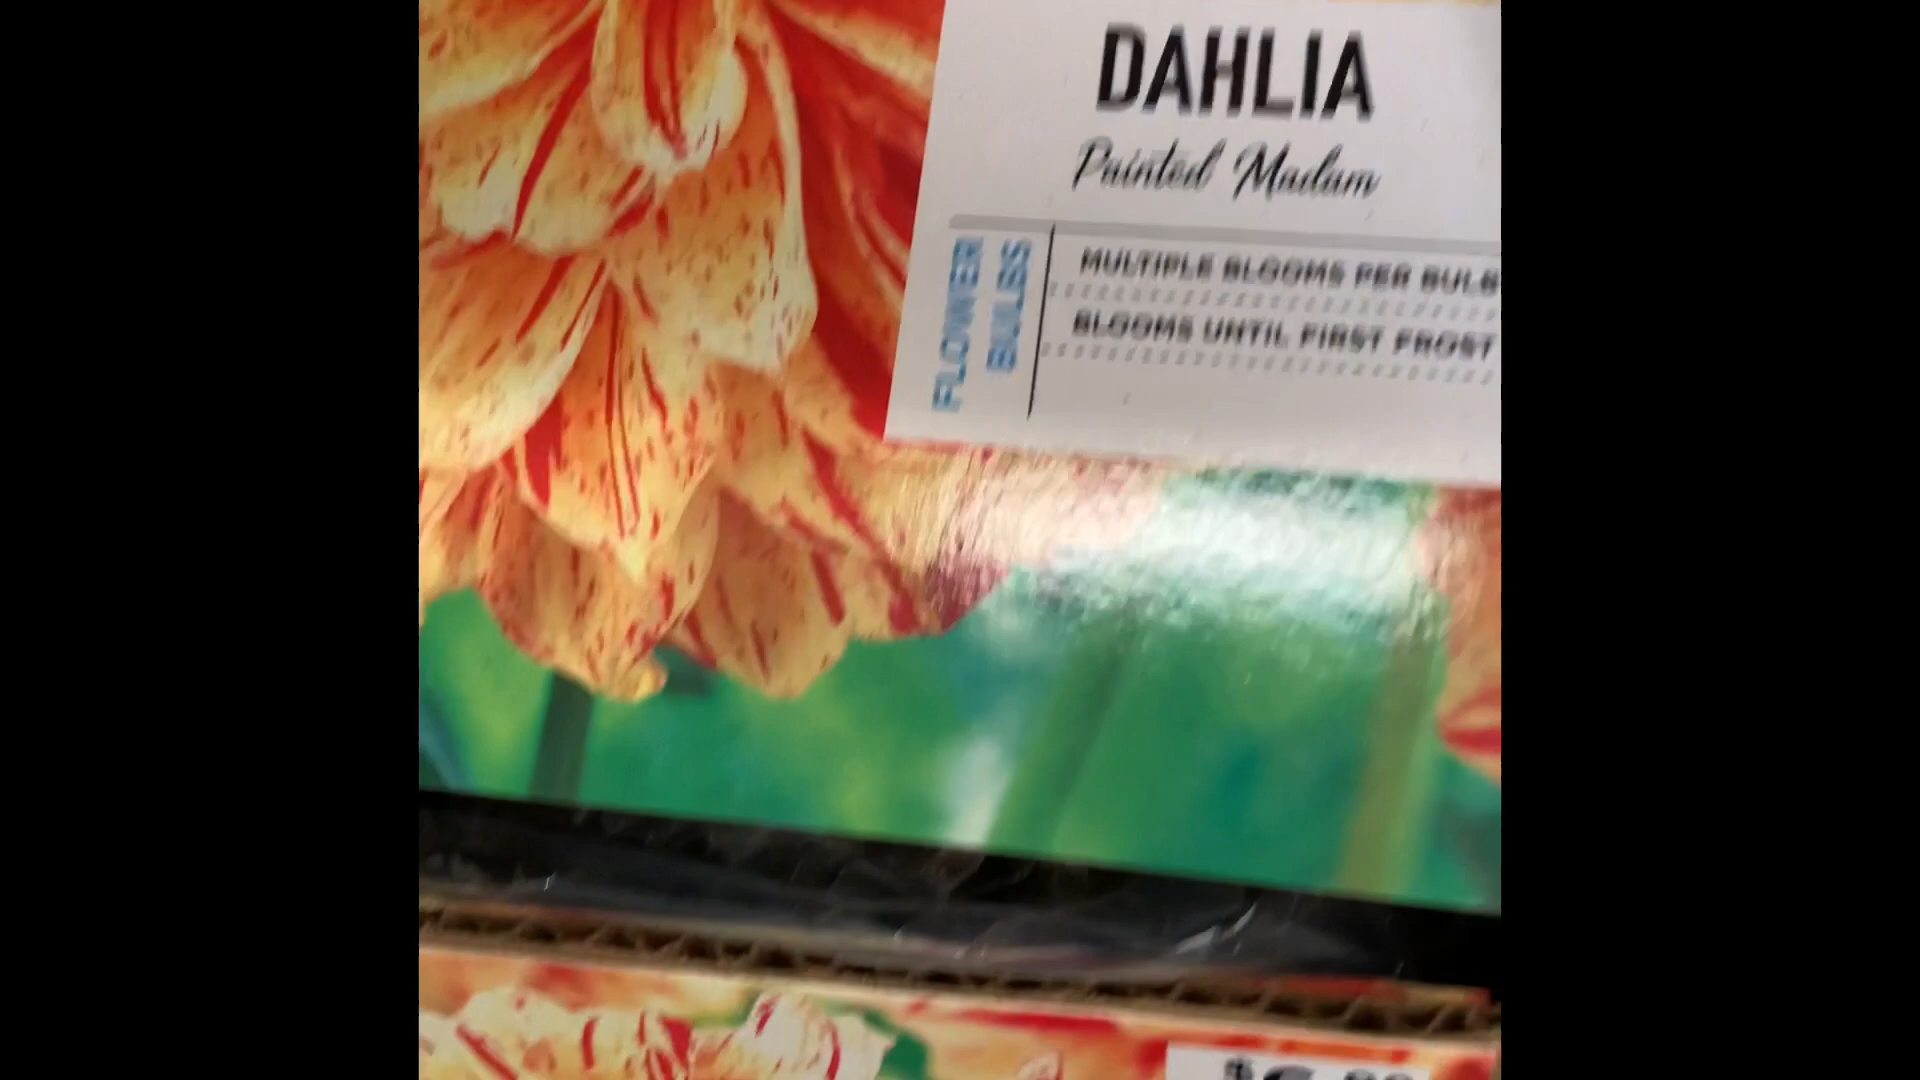 DAHLIA
Painted Madam
FLOWER
BULBS
MULTIPLE BLOOMS PER BULB
BLOOMS UNTIL FIRST FROST